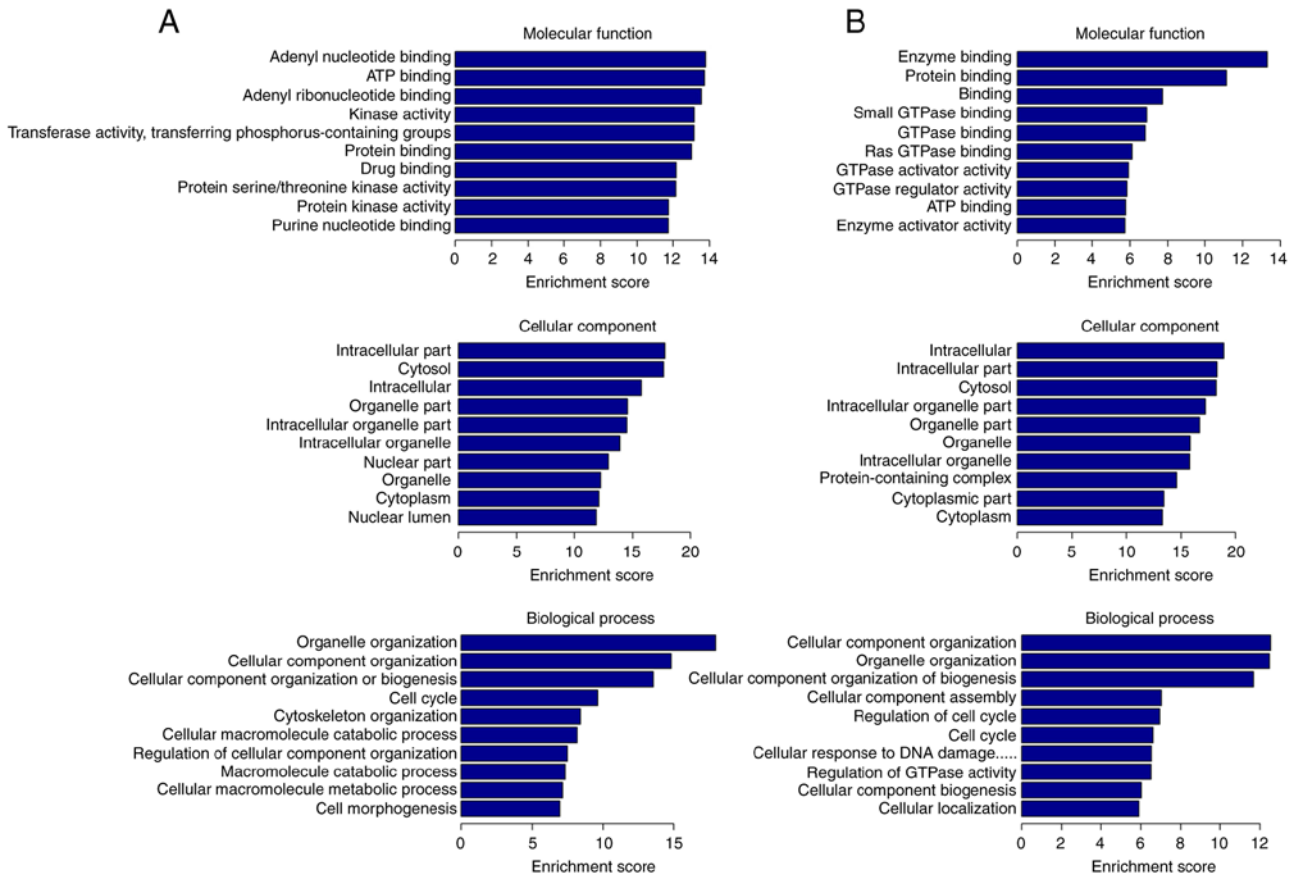 A
Molecular function
Adenyl nucleotide binding
ATP binding
Adenyl ribonucleotide binding
Kinase activity
Transferase activity, transferring phosphorus-containing groups
Protein binding
Drug binding
Protein serine/threonine kinase activity
Protein kinase activity
Purine nucleotide binding
0 2 4 6 8 10 12 14
Enrichment score
Cellular component
Intracellular part
Cytosol
Intracellular
Organelle part
Intracellular organelle part
Intracellular organelle
Nuclear part
Organelle
Cytoplasm
Nuclear lumen
0 5 10 15 20
Enrichment score
Biological process
Organelle organization
Cellular component organization
Cellular component organization or biogenesis
Cell cycle
Cytoskeleton organization
Cellular macromolecule catabolic process
Regulation of cellular component organization
Macromolecule catabolic process
Cellular macromolecule metabolic process
Cell morphogenesis
0 5 10 15
Enrichment score
B
Molecular function
Enzyme binding
Protein binding
Binding
Small GTPase binding
GTPase binding
Ras GTPase binding
GTPase activator activity
GTPase regulator activity
ATP binding
Enzyme activator activity
0 2 4 6 8 10 12 14
Enrichment score
Cellular component
Intracellular
Intracellular part
Cytosol
Intracellular organelle part
Organelle part
Organelle
Intracellular organelle
Protein-containing complex
Cytoplasmic part
Cytoplasm
0 5 10 15 20
Enrichment score
Biological process
Cellular component organization
Organelle organization
Cellular component organization of biogenesis
Cellular component assembly
Regulation of cell cycle
Cell cycle
Cellular response to DNA damage.....
Regulation of GTPase activity
Cellular component biogenesis
Cellular localization
0 2 4 6 8 10 12
Enrichment score